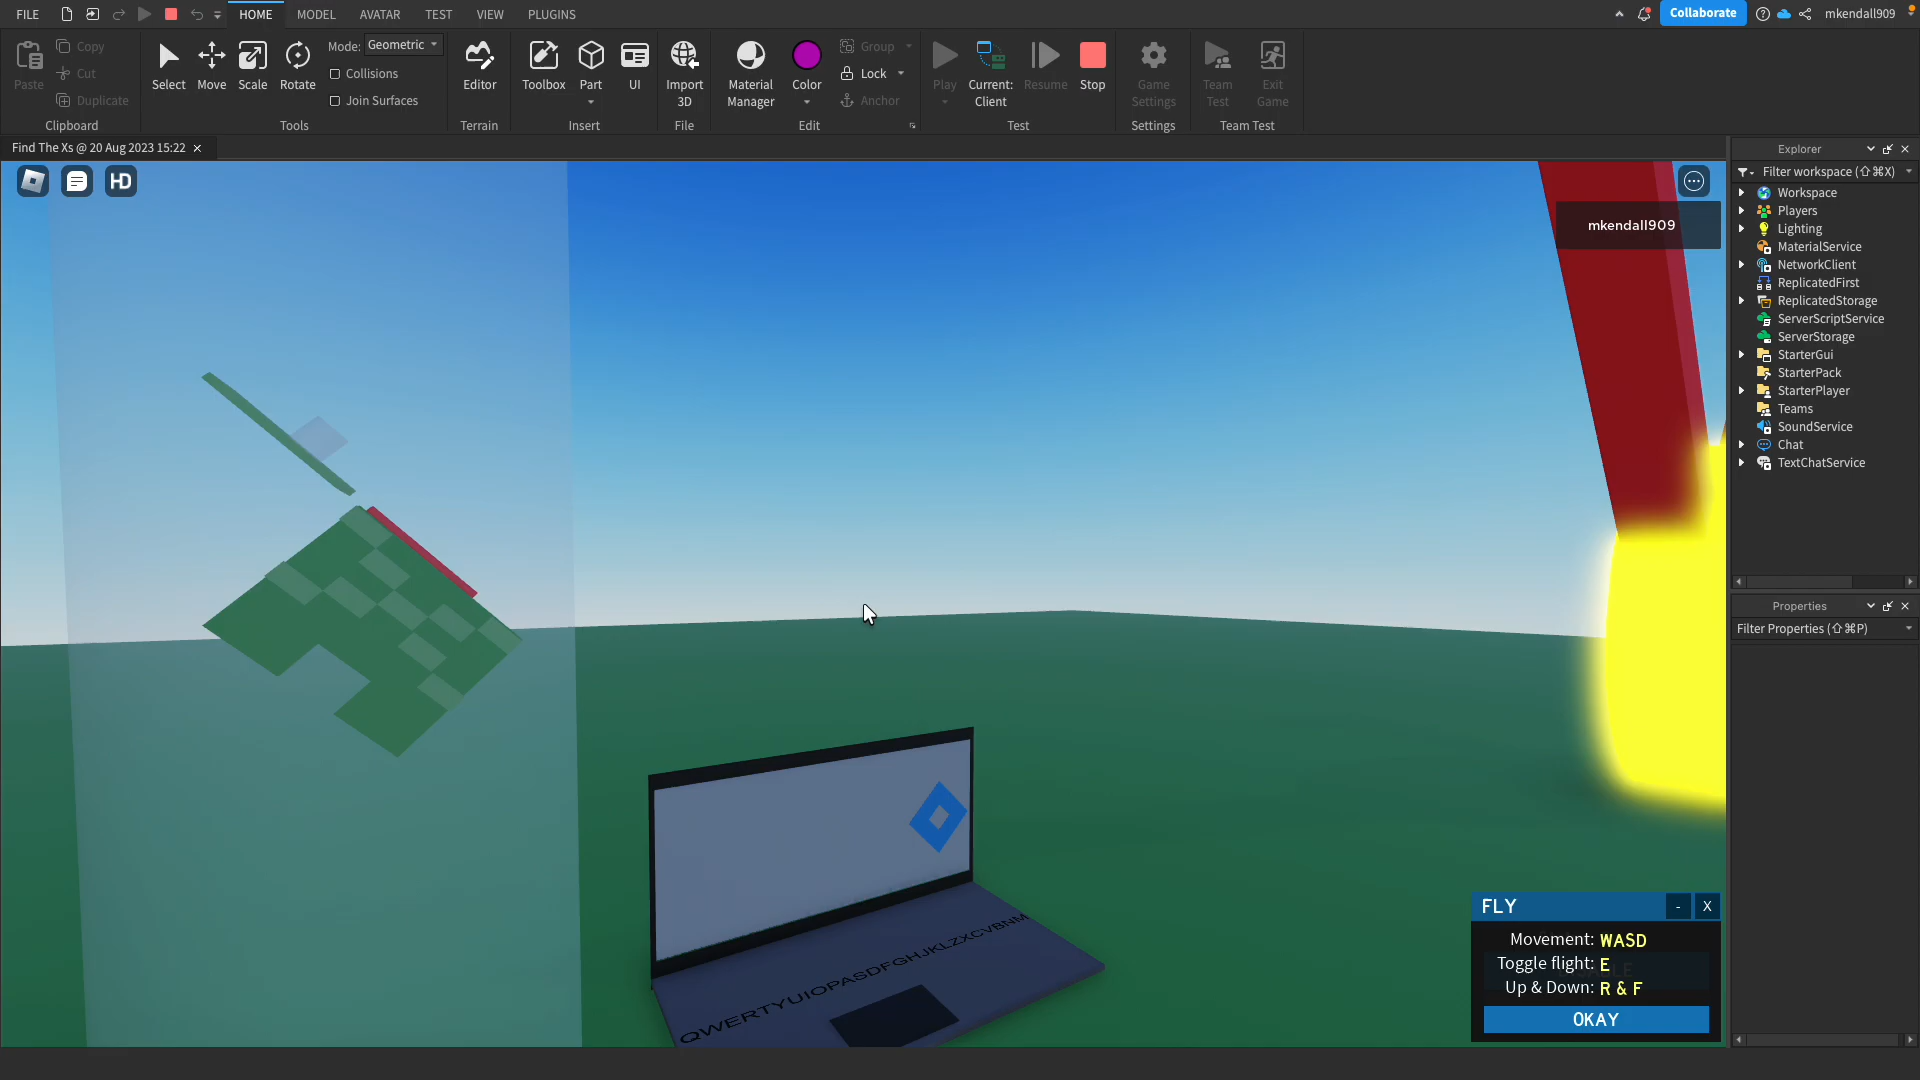 FILE HOME MODEL AVATAR TEST VIEW PLUGINS Collaborate mkendall909
Paste Copy Cut Duplicate Clipboard
Select Move Scale Rotate Mode: Geometric Collisions Join Surfaces Tools
Editor Terrain
Toolbox Part UI Insert
Import 3D File
Material Manager Color Group Lock Anchor Edit
Play Current: Client Resume Stop Test
Game Settings Settings
Team Test Exit Game Team Test
Find The Xs @ 20 Aug 2023 15:22
HD
mkendall909
Explorer
Filter workspace (⇧⌘X)
Workspace
Players
Lighting
MaterialService
NetworkClient
ReplicatedFirst
ReplicatedStorage
ServerScriptService
ServerStorage
StarterGui
StarterPack
StarterPlayer
Teams
SoundService
Chat
TextChatService
Properties
Filter Properties (⇧⌘P)
QWERTYUIOPASDFGHJKLZXCVBNM
FLY - X
Movement: WASD
Toggle flight: E
Up & Down: R & F
OKAY